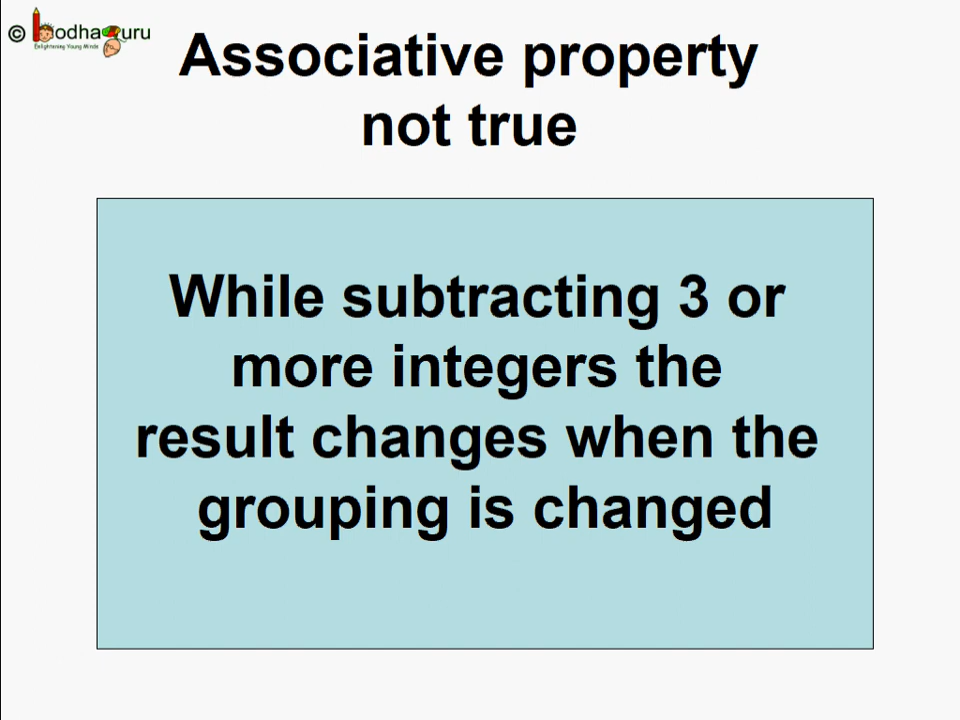 © bodhaguru
Enlightening Young Minds
Associative property
not true
While subtracting 3 or
more integers the
result changes when the
grouping is changed